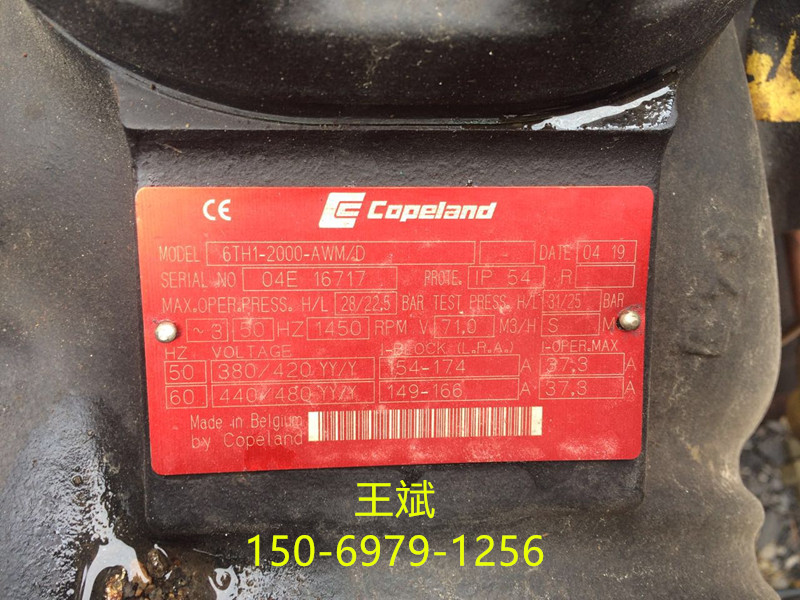 CE Copeland
MODEL 6TH1-2000-AWM/D - DATE 04 19
SERIAL NO 04E 16717 PROTE. IP 54 R
MAX.OPER.PRESS. H/L 28/22,5 BAR TEST PRESS. H/L 31/25 BAR
~3 50 HZ 1450 RPM V 71,0 M3/H S M
HZ VOLTAGE I-BLOCK (L.R.A.) I-OPER.MAX
50 380/420 YY/Y 154-174 A 37.3 A
60 440/480 YY/Y 149-166 A 37.3 A
Made in Belgium
by Copeland
王斌
150-6979-1256